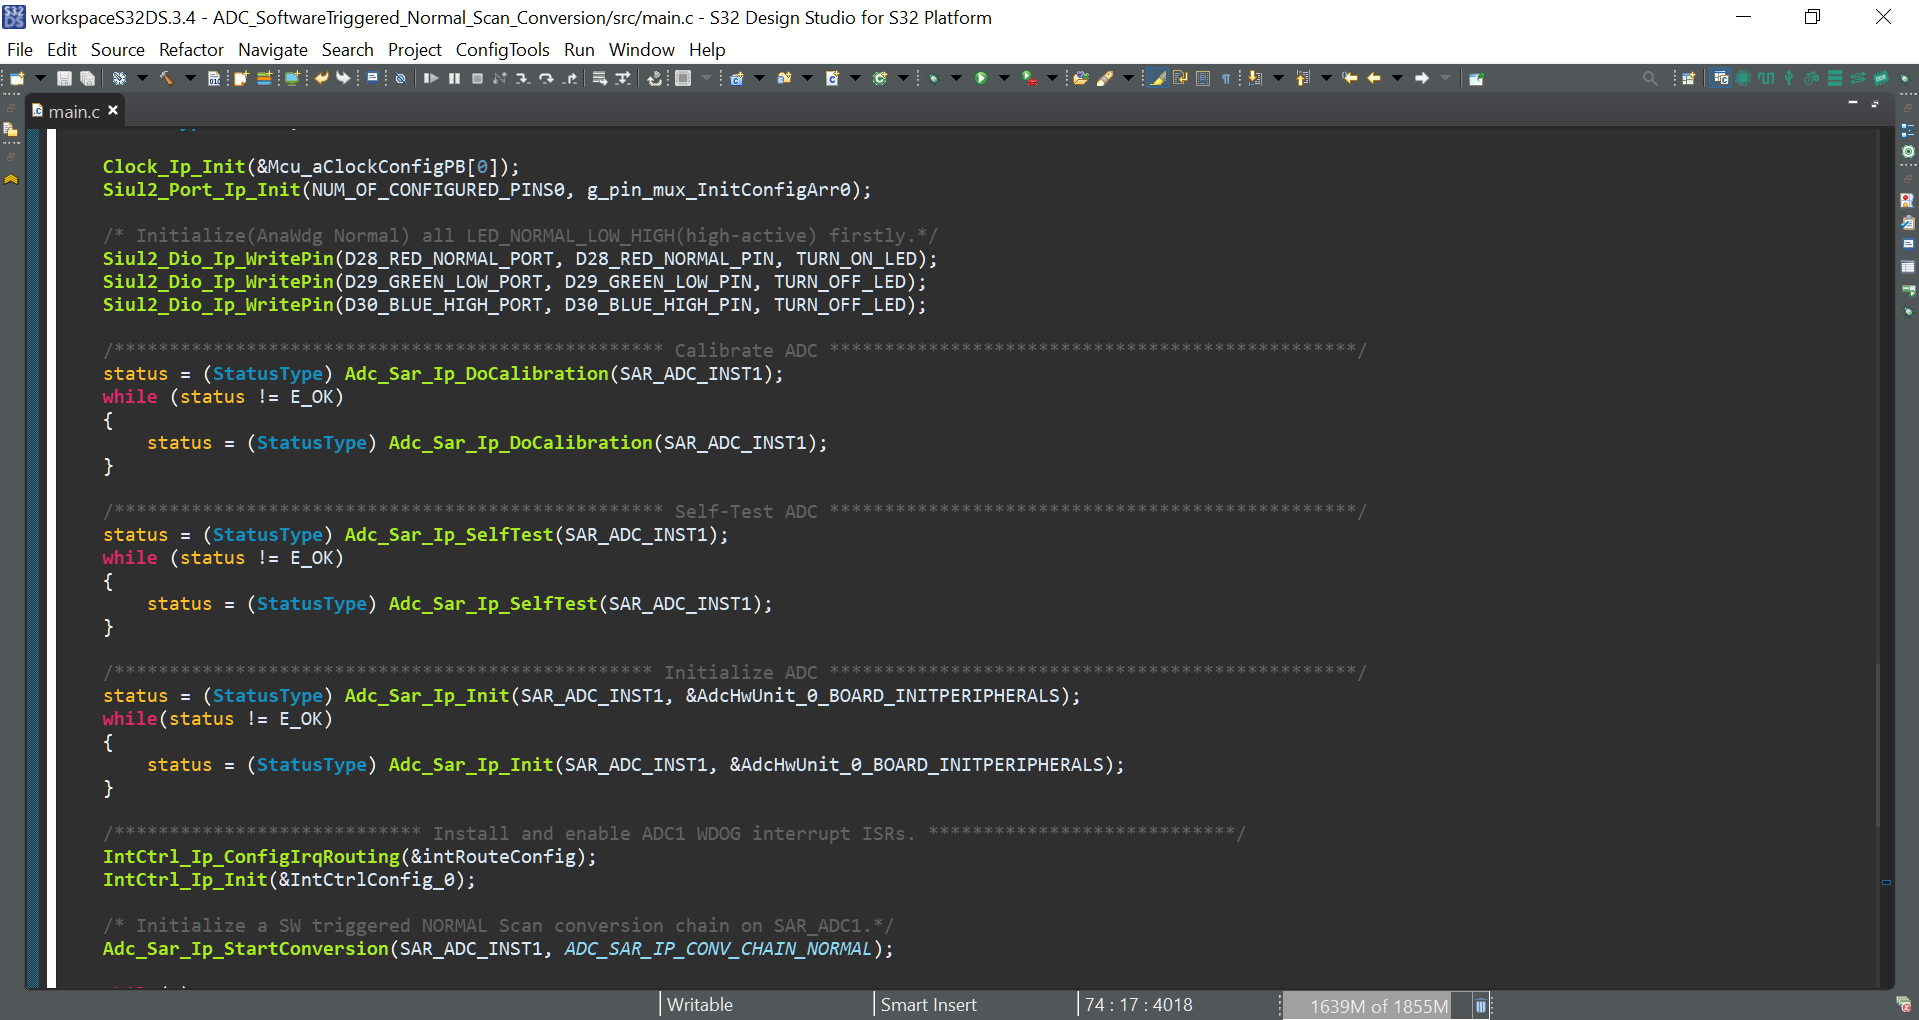 workspaceS32DS.3.4 - ADC_SoftwareTriggered_Normal_Scan_Conversion/src/main.c - S32 Design Studio for S32 Platform
File Edit Source Refactor Navigate Search Project ConfigTools Run Window Help
main.c
Clock_Ip_Init(&Mcu_aClockConfigPB[0]);
Siul2_Port_Ip_Init(NUM_OF_CONFIGURED_PINS0, g_pin_mux_InitConfigArr0);
/* Initialize(AnaWdg Normal) all LED_NORMAL_LOW_HIGH(high-active) firstly.*/
Siul2_Dio_Ip_WritePin(D28_RED_NORMAL_PORT, D28_RED_NORMAL_PIN, TURN_ON_LED);
Siul2_Dio_Ip_WritePin(D29_GREEN_LOW_PORT, D29_GREEN_LOW_PIN, TURN_OFF_LED);
Siul2_Dio_Ip_WritePin(D30_BLUE_HIGH_PORT, D30_BLUE_HIGH_PIN, TURN_OFF_LED);
/************************************************** Calibrate ADC ************************************************/
status = (StatusType) Adc_Sar_Ip_DoCalibration(SAR_ADC_INST1);
while (status != E_OK)
{
status = (StatusType) Adc_Sar_Ip_DoCalibration(SAR_ADC_INST1);
}
/************************************************** Self-Test ADC ************************************************/
status = (StatusType) Adc_Sar_Ip_SelfTest(SAR_ADC_INST1);
while (status != E_OK)
{
status = (StatusType) Adc_Sar_Ip_SelfTest(SAR_ADC_INST1);
}
/************************************************* Initialize ADC ************************************************/
status = (StatusType) Adc_Sar_Ip_Init(SAR_ADC_INST1, &AdcHwUnit_0_BOARD_INITPERIPHERALS);
while(status != E_OK)
{
status = (StatusType) Adc_Sar_Ip_Init(SAR_ADC_INST1, &AdcHwUnit_0_BOARD_INITPERIPHERALS);
}
/**************************** Install and enable ADC1 WDOG interrupt ISRs. ****************************/
IntCtrl_Ip_ConfigIrqRouting(&intRouteConfig);
IntCtrl_Ip_Init(&IntCtrlConfig_0);
/* Initialize a SW triggered NORMAL Scan conversion chain on SAR_ADC1.*/
Adc_Sar_Ip_StartConversion(SAR_ADC_INST1, ADC_SAR_IP_CONV_CHAIN_NORMAL);
Writable Smart Insert 74 : 17 : 4018 1639M of 1855M